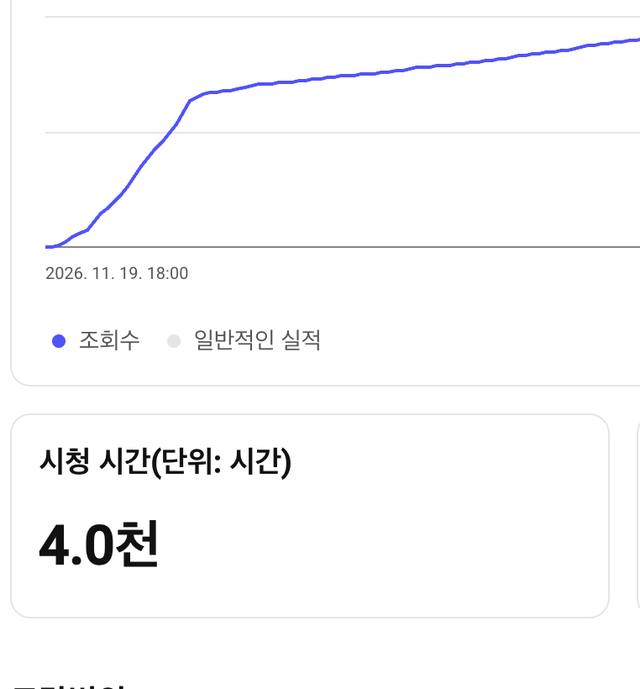 2026. 11. 19. 18:00
조회수 일반적인 실적
시청 시간(단위: 시간)
4.0천